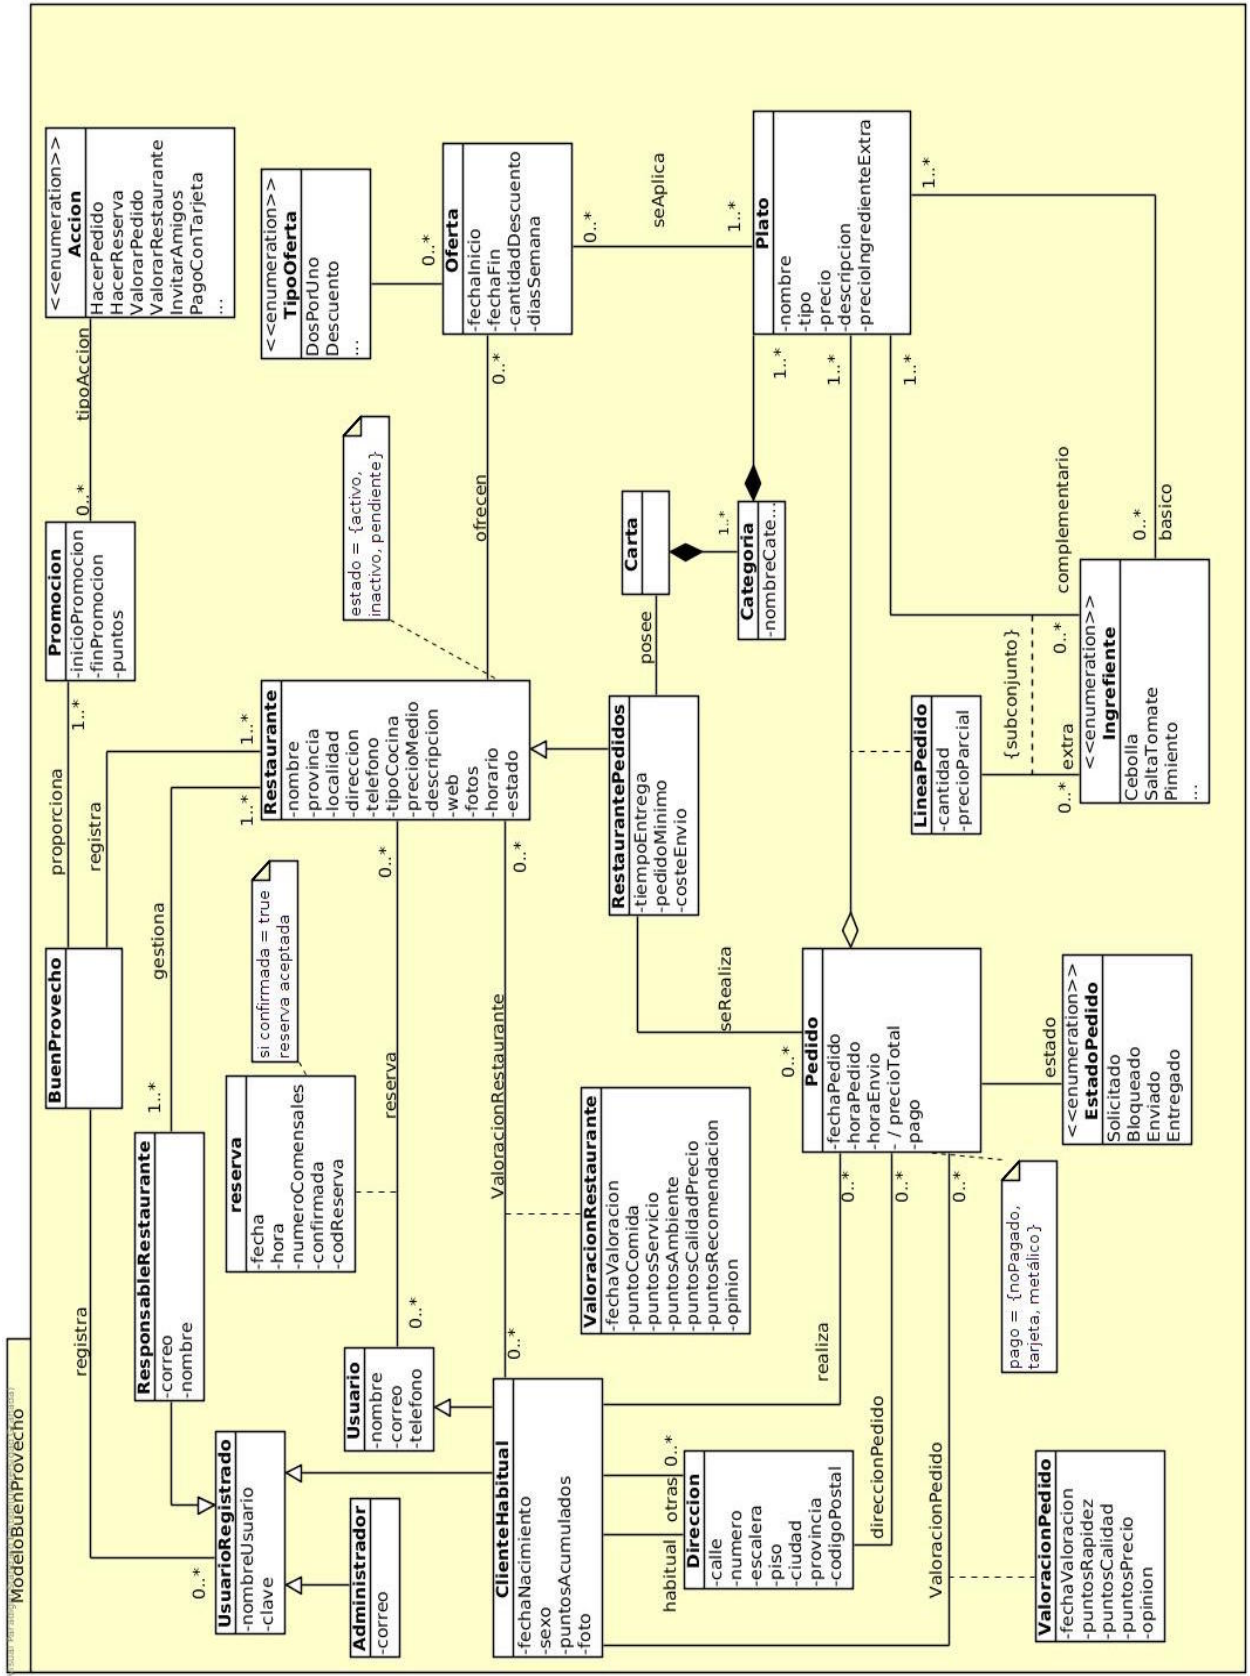 ModeloBuenProvecho
registra
BuenProvecho
proporciona
1..*
Promocion
-inicioPromocion
-finPromocion
-puntos
0..*
tipoAccion
<<enumeration>>
Accion
HacerPedido
HacerReserva
ValorarPedido
ValorarRestaurante
InvitarAmigos
PagoConTarjeta
...
registra
1..*
gestiona
1..*
1..*
ResponsableRestaurante
-correo
-nombre
0..*
UsuarioRegistrado
-nombreUsuario
-clave
Administrador
-correo
reserva
-fecha
-hora
-numeroComensales
-confirmada
-codReserva
si confirmada = true
reserva aceptada
Restaurante
-nombre
-provincia
-localidad
-direccion
-telefono
-tipoCocina
-precioMedio
-descripcion
-web
-fotos
-horario
-estado
estado = {activo,
inactivo, pendiente}
<<enumeration>>
TipoOferta
DosPorUno
Descuento
...
0..*
Oferta
-fechaInicio
-fechaFin
-cantidadDescuento
-diasSemana
ofrecen
0..*
0..*
seAplica
1..*
Usuario
-nombre
-correo
-telefono
0..*
reserva
0..*
ClienteHabitual
-fechaNacimiento
-sexo
-puntosAcumulados
-foto
0..*
ValoracionRestaurante
0..*
ValoracionRestaurante
-fechaValoracion
-puntoComida
-puntosServicio
-puntosAmbiente
-puntosCalidadPrecio
-puntosRecomendacion
-opinion
RestaurantePedidos
-tiempoEntrega
-pedidoMinimo
-costeEnvio
posee
Carta
1..*
Categoria
-nombreCate...
1..*
Plato
-nombre
-tipo
-precio
-descripcion
-precioIngredienteExtra
1..*
1..*
1..*
habitual
otras
0..*
Direccion
-calle
-numero
-escalera
-piso
-ciudad
-provincia
-codigoPostal
seRealiza
0..*
Pedido
-fechaPedido
-horaPedido
-horaEnvio
- / precioTotal
-pago
realiza
0..*
direccionPedido
0..*
ValoracionPedido
0..*
LineaPedido
-cantidad
-precioParcial
{subconjunto}
extra
0..*
complementario
0..*
basico
0..*
<<enumeration>>
Ingrefiente
Cebolla
SaltaTomate
Pimiento
...
estado
<<enumeration>>
EstadoPedido
Solicitado
Bloqueado
Enviado
Entregado
pago = {noPagado,
tarjeta, metálico}
ValoracionPedido
-fechaValoracion
-puntosRapidez
-puntosCalidad
-puntosPrecio
-opinion